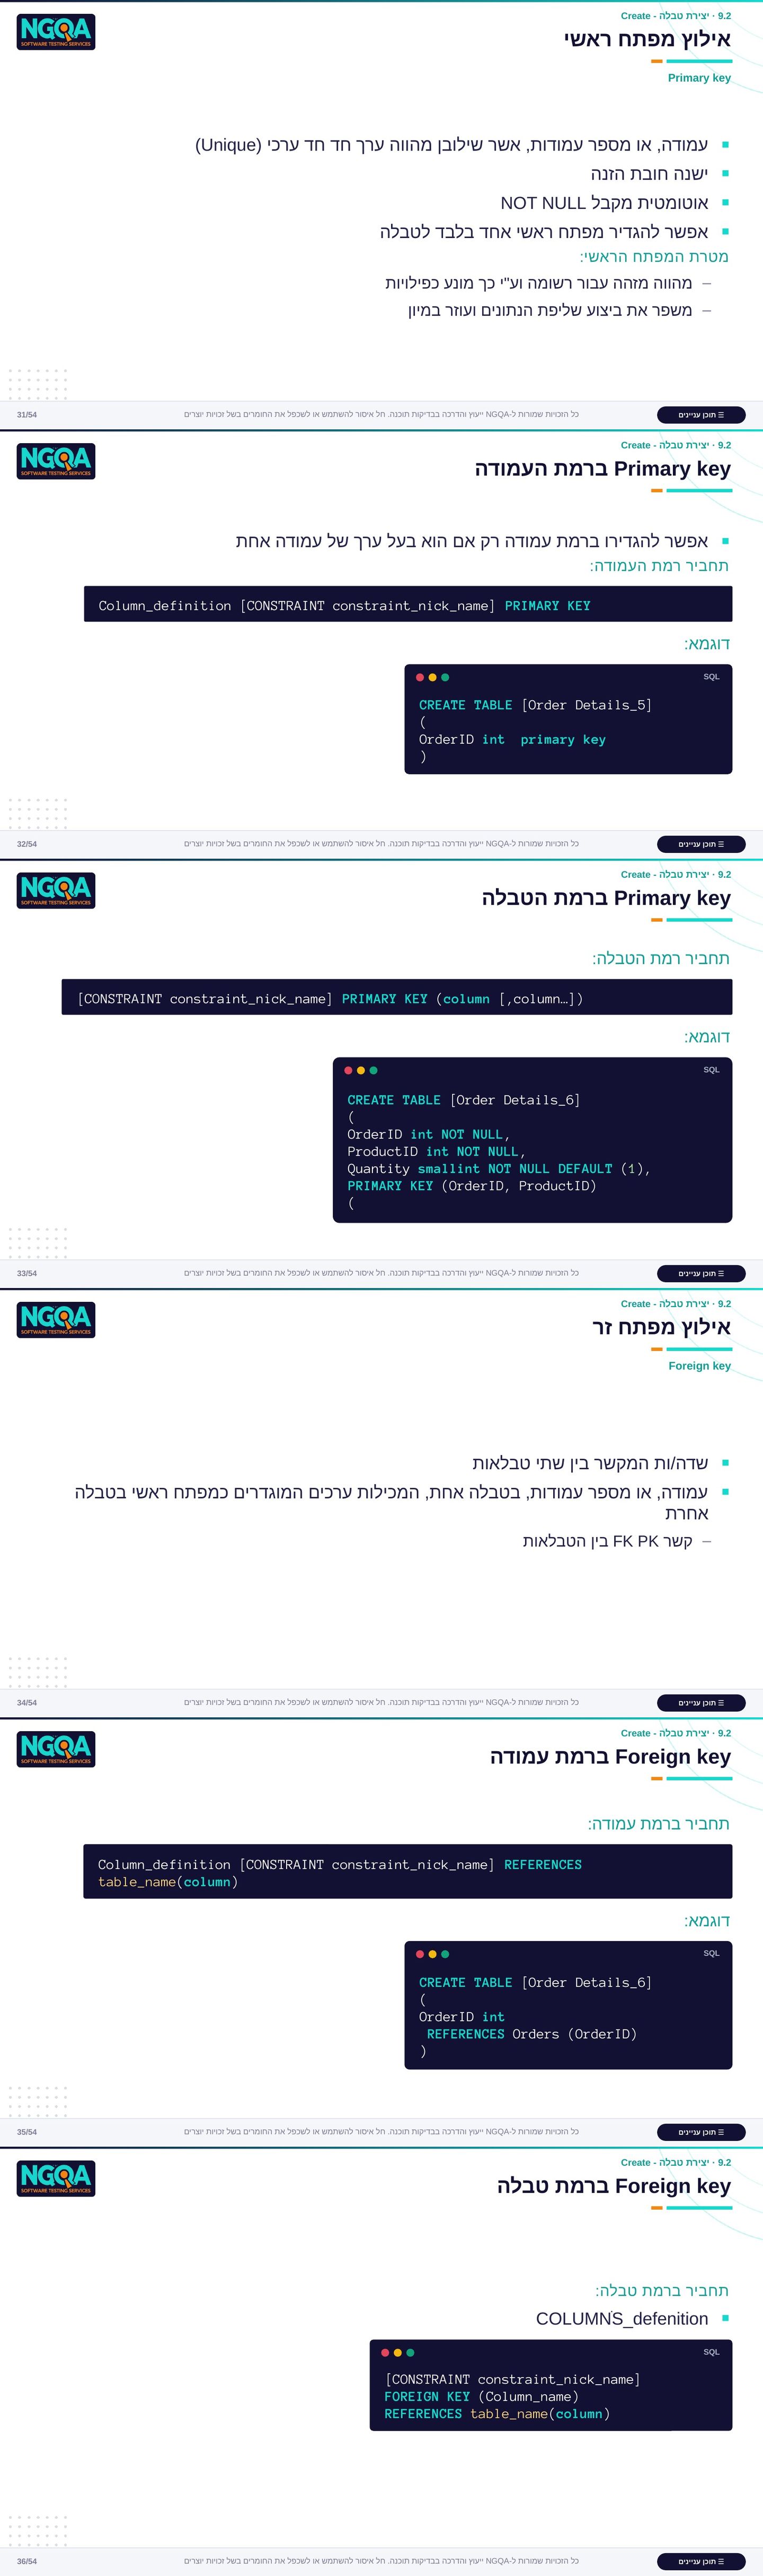 9.2 · יצירת טבלה - Create
NGQA
SOFTWARE TESTING SERVICES
אילוץ מפתח ראשי
Primary key
עמודה, או מספר עמודות, אשר שילובן מהווה ערך חד חד ערכי (Unique)
ישנה חובת הזנה
אוטומטית מקבל NOT NULL
אפשר להגדיר מפתח ראשי אחד בלבד לטבלה
מטרת המפתח הראשי:
– מהווה מזהה עבור רשומה וע"י כך מונע כפילויות
– משפר את ביצוע שליפת הנתונים ועוזר במיון
☰ תוכן עניינים
כל הזכויות שמורות ל-NGQA ייעוץ והדרכה בבדיקות תוכנה. חל איסור להשתמש או לשכפל את החומרים בשל זכויות יוצרים
31/54
9.2 · יצירת טבלה - Create
NGQA
SOFTWARE TESTING SERVICES
Primary key ברמת העמודה
אפשר להגדירו ברמת עמודה רק אם הוא בעל ערך של עמודה אחת
תחביר רמת העמודה:
Column_definition [CONSTRAINT constraint_nick_name] PRIMARY KEY
דוגמא:
SQL
CREATE TABLE [Order Details_5]
(
OrderID int  primary key
)
☰ תוכן עניינים
כל הזכויות שמורות ל-NGQA ייעוץ והדרכה בבדיקות תוכנה. חל איסור להשתמש או לשכפל את החומרים בשל זכויות יוצרים
32/54
9.2 · יצירת טבלה - Create
NGQA
SOFTWARE TESTING SERVICES
Primary key ברמת הטבלה
תחביר רמת הטבלה:
[CONSTRAINT constraint_nick_name] PRIMARY KEY (column [,column…])
דוגמא:
SQL
CREATE TABLE [Order Details_6]
(
OrderID int NOT NULL,
ProductID int NOT NULL,
Quantity smallint NOT NULL DEFAULT (1),
PRIMARY KEY (OrderID, ProductID)
(
☰ תוכן עניינים
כל הזכויות שמורות ל-NGQA ייעוץ והדרכה בבדיקות תוכנה. חל איסור להשתמש או לשכפל את החומרים בשל זכויות יוצרים
33/54
9.2 · יצירת טבלה - Create
NGQA
SOFTWARE TESTING SERVICES
אילוץ מפתח זר
Foreign key
שדה/ות המקשר בין שתי טבלאות
עמודה, או מספר עמודות, בטבלה אחת, המכילות ערכים המוגדרים כמפתח ראשי בטבלה
אחרת
– קשר FK PK בין הטבלאות
☰ תוכן עניינים
כל הזכויות שמורות ל-NGQA ייעוץ והדרכה בבדיקות תוכנה. חל איסור להשתמש או לשכפל את החומרים בשל זכויות יוצרים
34/54
9.2 · יצירת טבלה - Create
NGQA
SOFTWARE TESTING SERVICES
Foreign key ברמת עמודה
תחביר ברמת עמודה:
Column_definition [CONSTRAINT constraint_nick_name] REFERENCES
table_name(column)
דוגמא:
SQL
CREATE TABLE [Order Details_6]
(
OrderID int
REFERENCES Orders (OrderID)
)
☰ תוכן עניינים
כל הזכויות שמורות ל-NGQA ייעוץ והדרכה בבדיקות תוכנה. חל איסור להשתמש או לשכפל את החומרים בשל זכויות יוצרים
35/54
9.2 · יצירת טבלה - Create
NGQA
SOFTWARE TESTING SERVICES
Foreign key ברמת טבלה
תחביר ברמת טבלה:
COLUMNS_defenition
SQL
[CONSTRAINT constraint_nick_name]
FOREIGN KEY (Column_name)
REFERENCES table_name(column)
☰ תוכן עניינים
כל הזכויות שמורות ל-NGQA ייעוץ והדרכה בבדיקות תוכנה. חל איסור להשתמש או לשכפל את החומרים בשל זכויות יוצרים
36/54